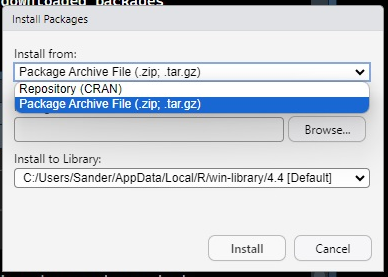 downloaded packages
Install Packages
Install from:
Package Archive File (.zip; .tar.gz)
Repository (CRAN)
Package Archive File (.zip; .tar.gz)
Browse...
Install to Library:
C:/Users/Sander/AppData/Local/R/win-library/4.4 [Default]
Install
Cancel